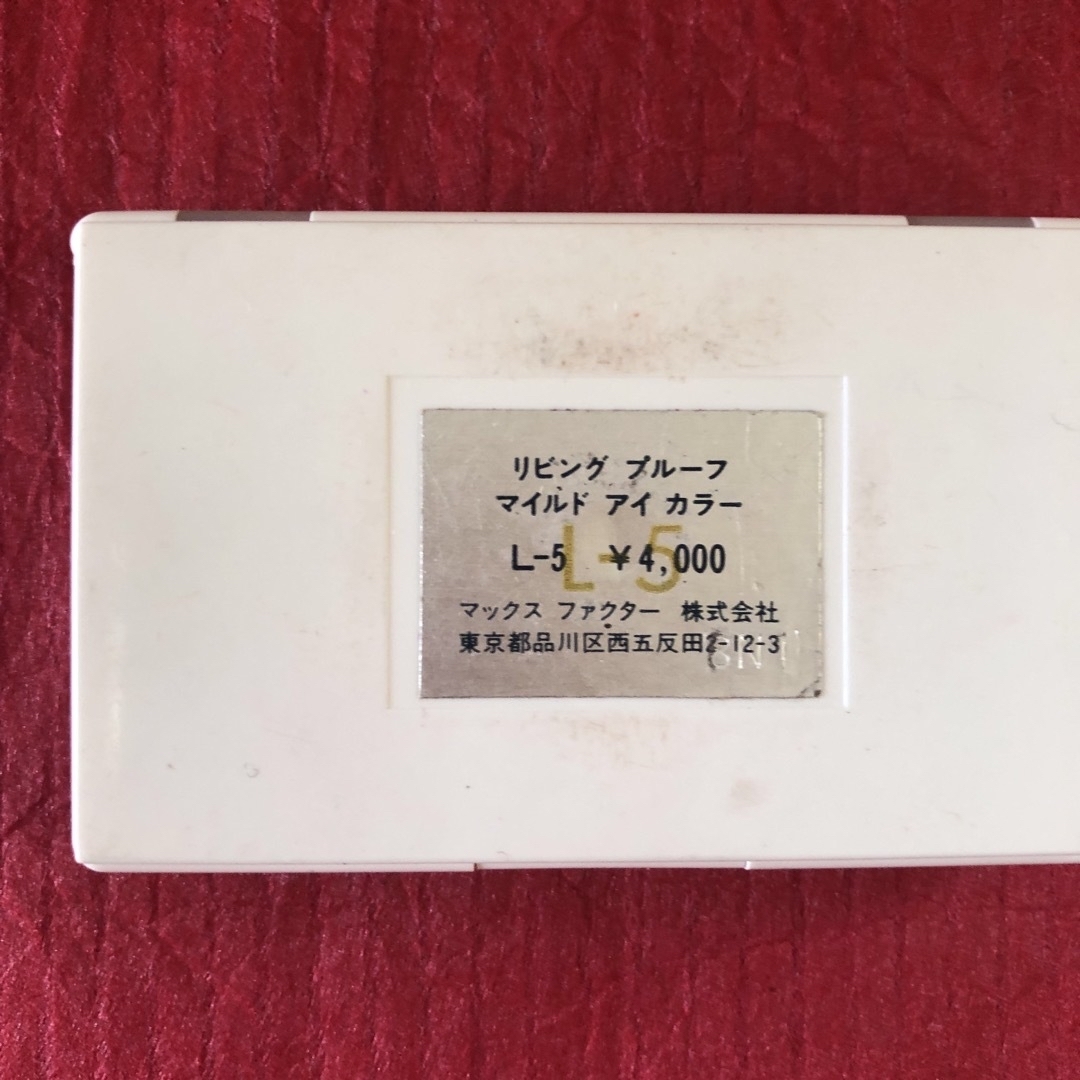 リビング プルーフ
マイルド アイ カラー
L-5 ¥4,000
L-5
マックス ファクター 株式会社
東京都品川区西五反田2-12-3